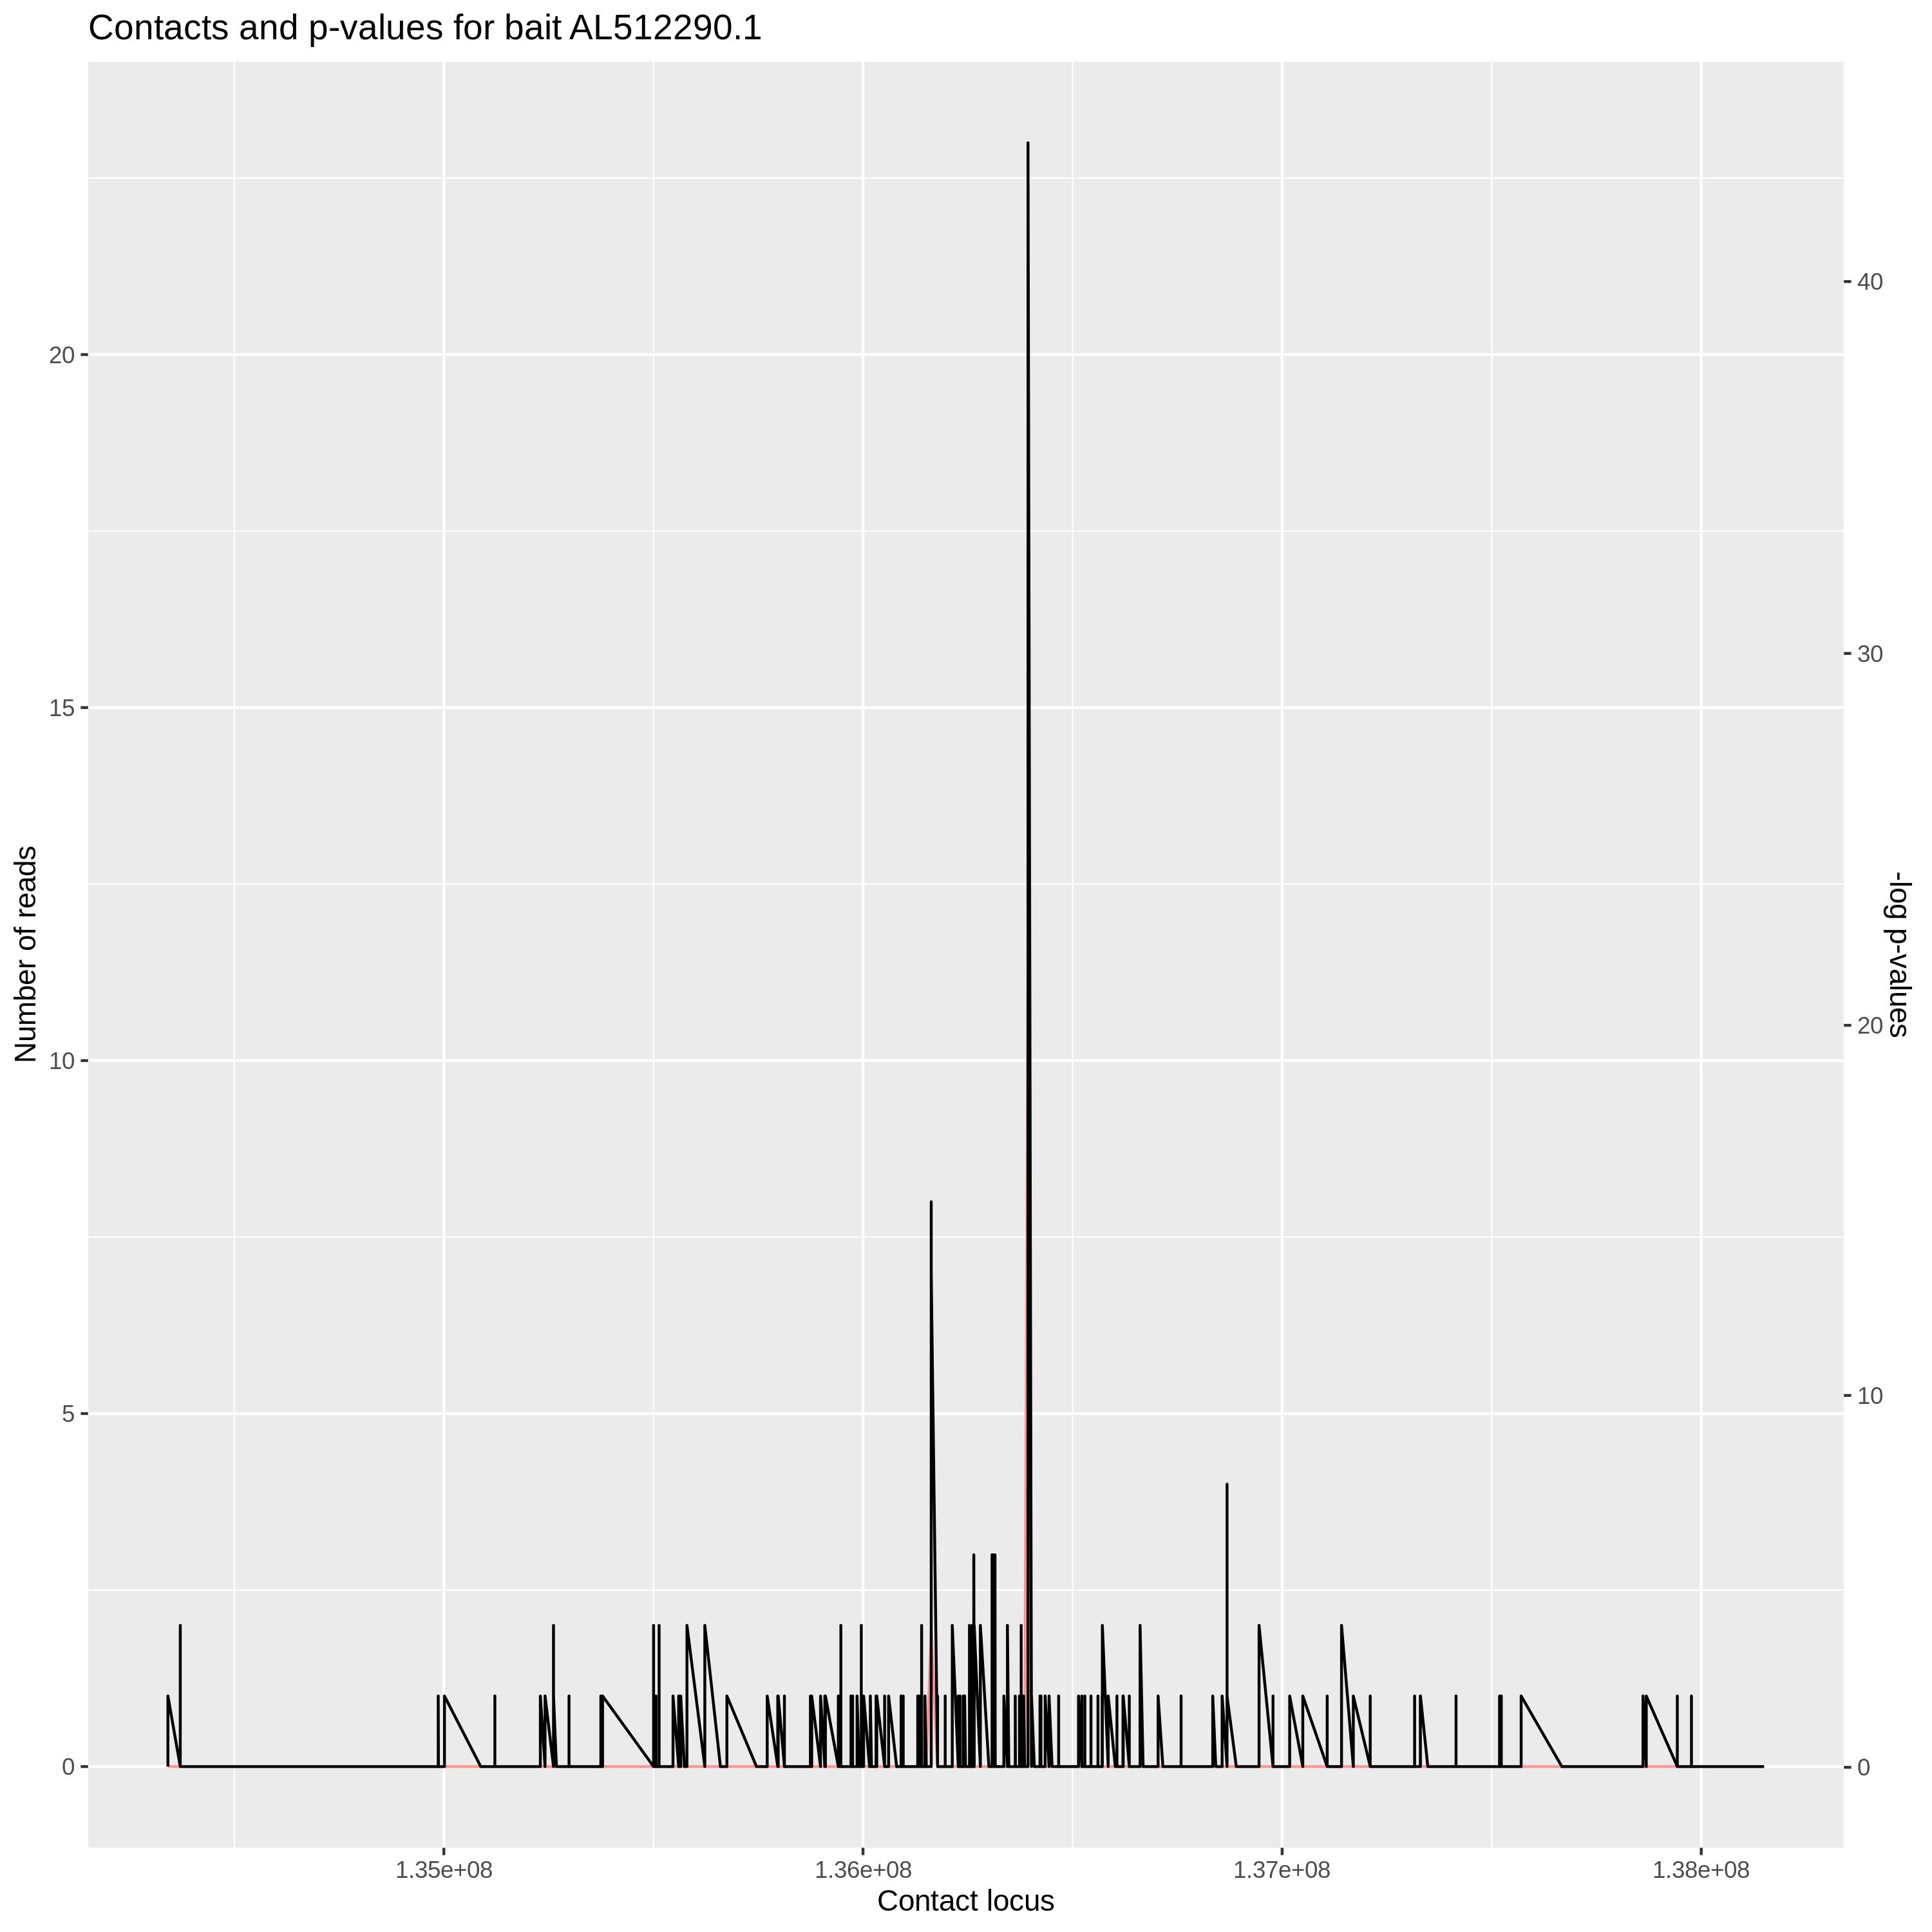 Contacts and p-values for bait AL512290.1
Number of reads
20
15
10
5
0
40
30
20
10
0
-log p-values
1.35e+08 1.36e+08 1.37e+08 1.38e+08
Contact locus